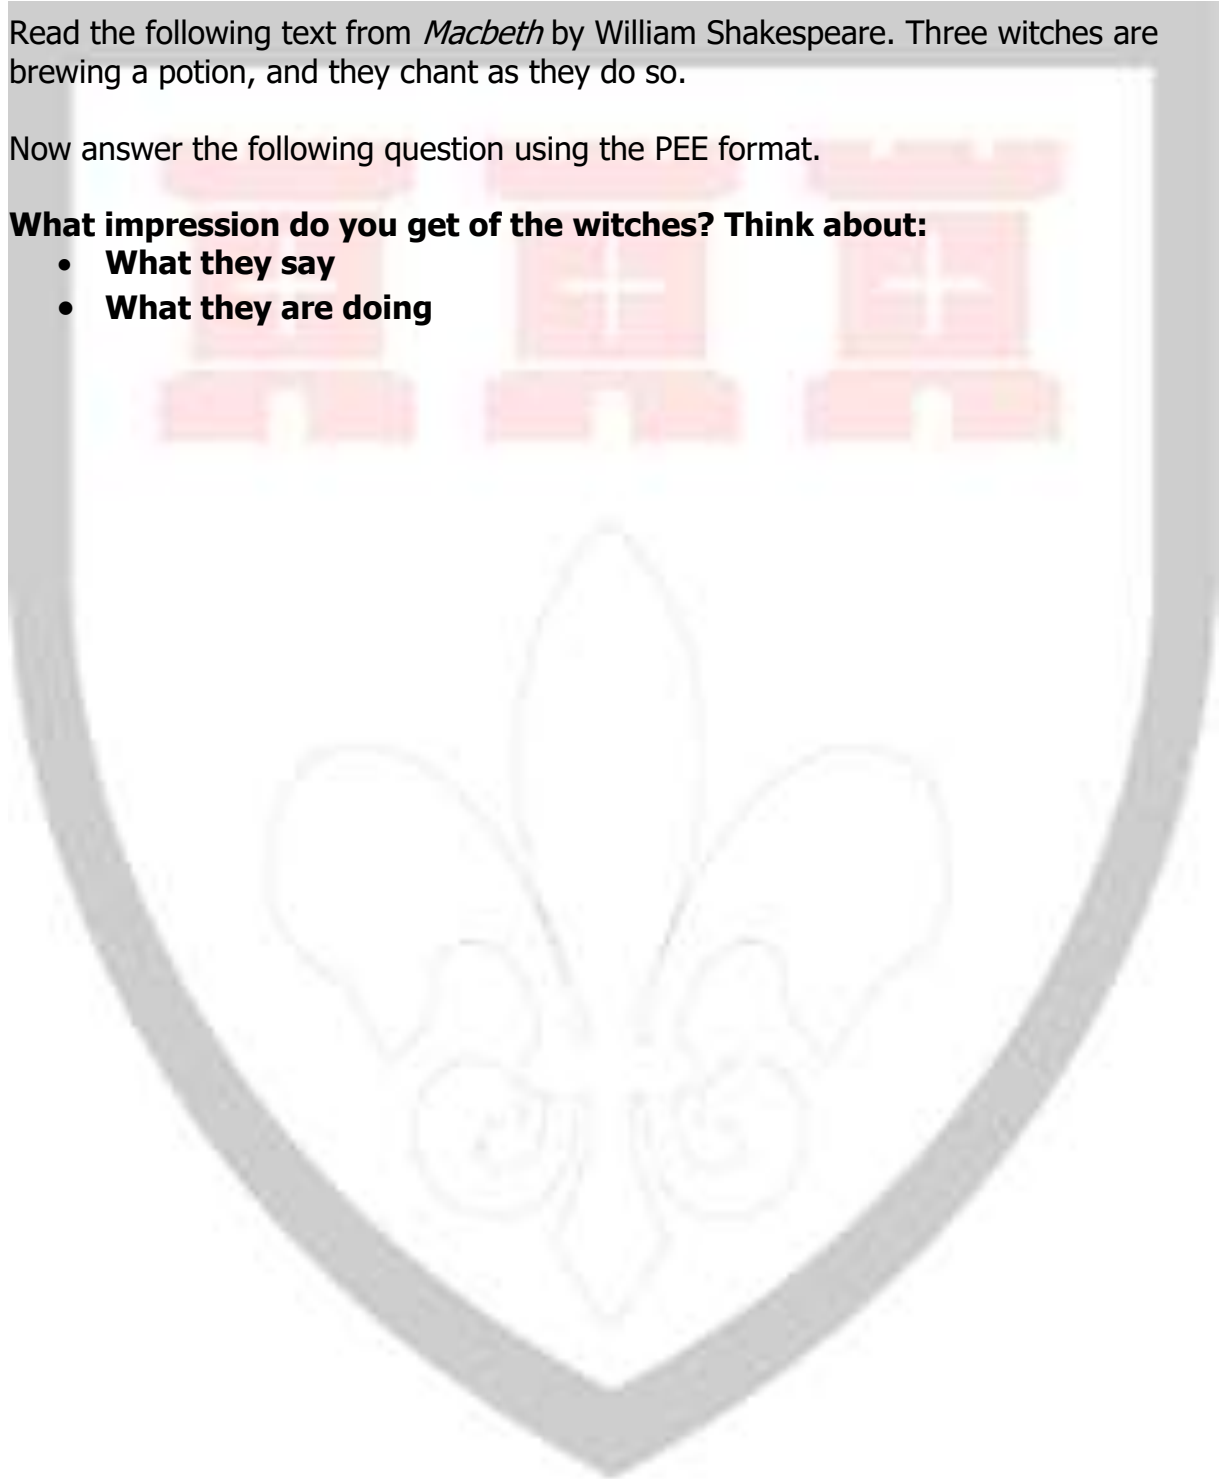 Read the following text from Macbeth by William Shakespeare. Three witches are
brewing a potion, and they chant as they do so.
Now answer the following question using the PEE format.
What impression do you get of the witches? Think about:
• What they say
• What they are doing